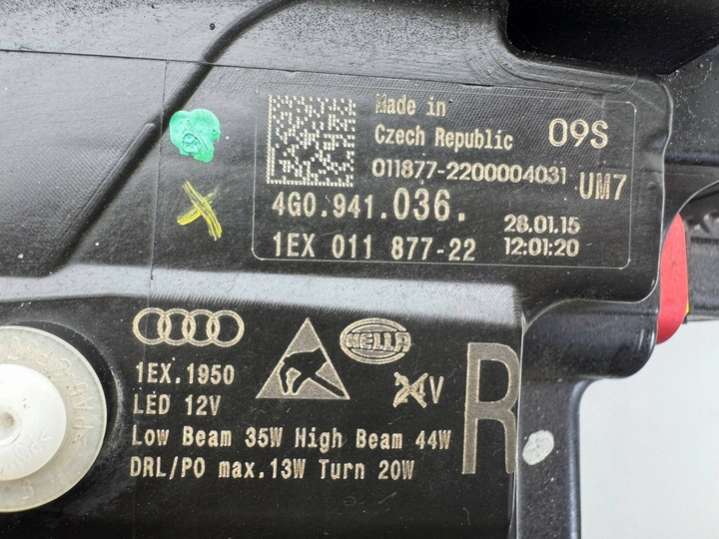 Made in
Czech Republic
09S
011877-2200004031
UM7
4G0.941.036.
28.01.15
1EX 011 877-22
12:01:20
HELLA
1EX.1950
24V
LED 12V
R
Low Beam 35W High Beam 44W
DRL/PO max.13W Turn 20W